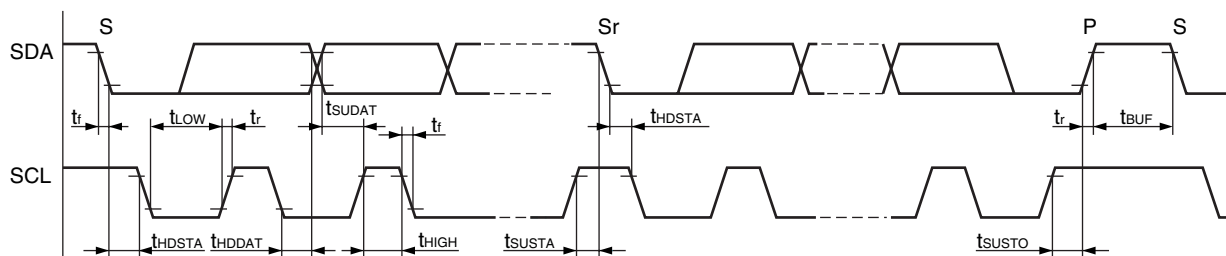 S Sr P S
SDA
tf tLOW tr tSUDAT tf tHDSTA tr tBUF
SCL
tHDSTA tHDDAT tHIGH tSUSTA tSUSTO